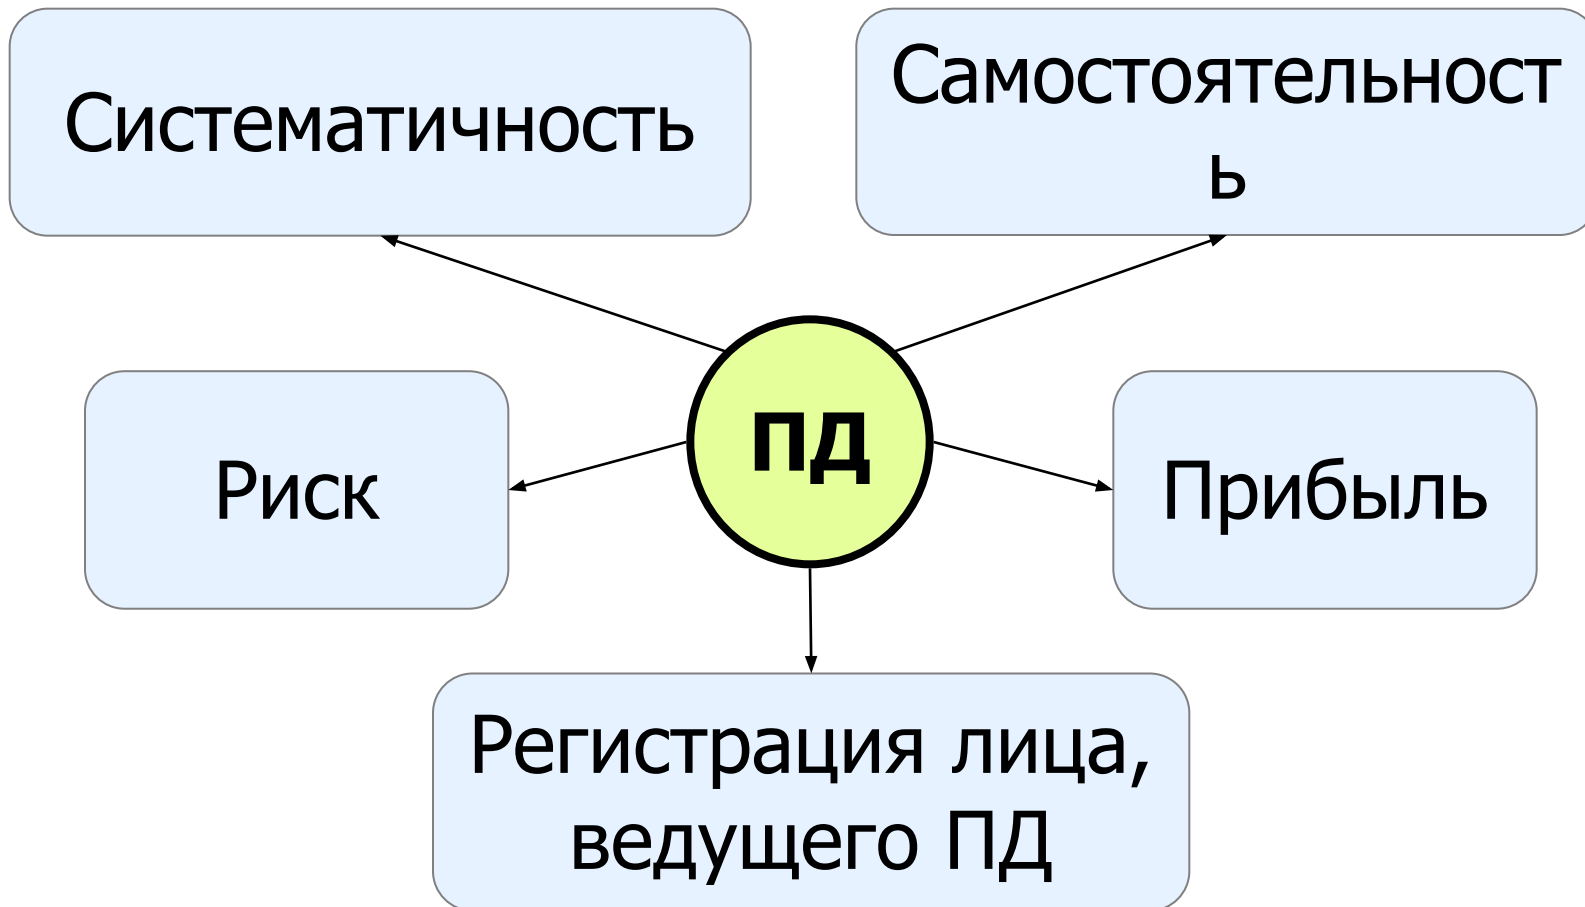 Систематичность
Самостоятельност
ь
ПД
Риск
Прибыль
Регистрация лица,
ведущего ПД